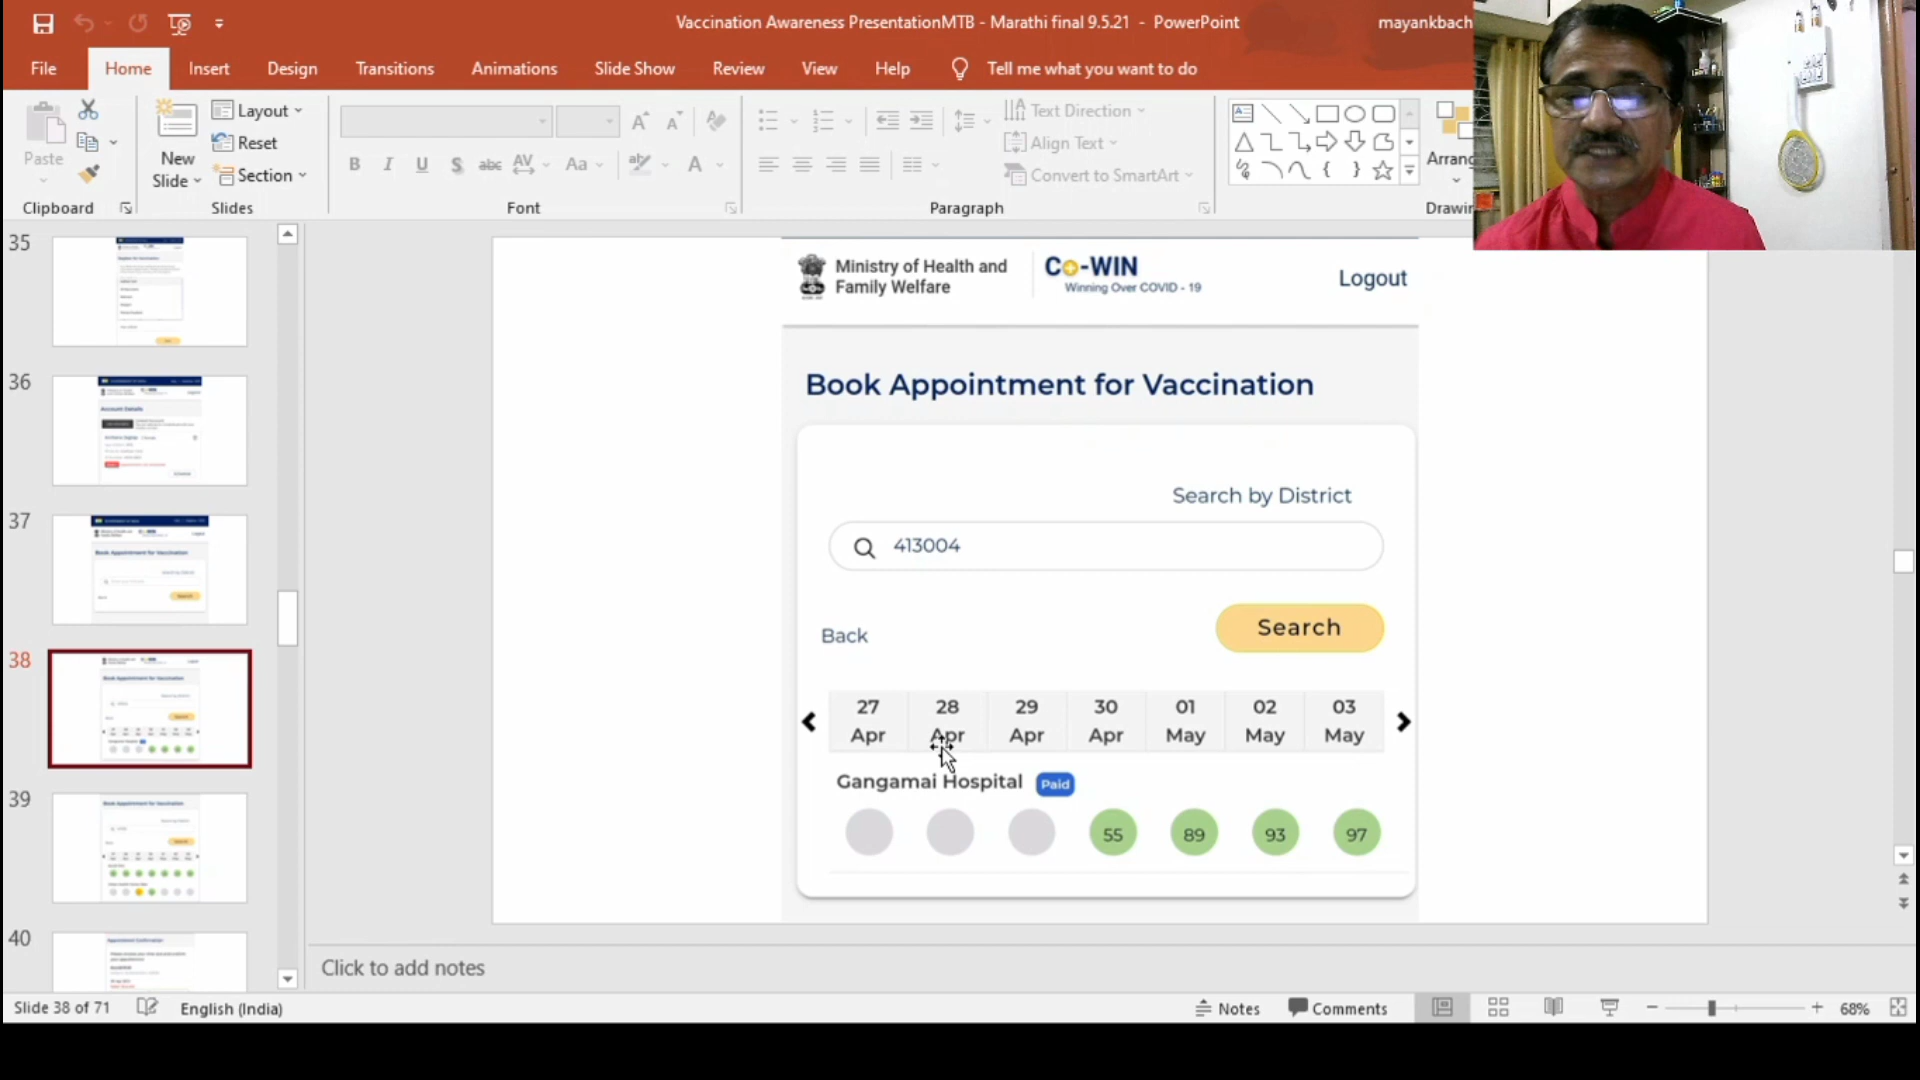 Vaccination Awareness PresentationMTB - Marathi final 9.5.21 - PowerPoint
mayankbach
File Home Insert Design Transitions Animations Slide Show Review View Help Tell me what you want to do
Paste
New Slide
Layout
Reset
Section
Text Direction
Align Text
Convert to SmartArt
Clipboard Slides Font Paragraph
35
36
37
38
39
40
Ministry of Health and
Family Welfare
Co-WIN
Winning Over COVID - 19
Logout
Book Appointment for Vaccination
Search by District
413004
Back
Search
27 28 29 30 01 02 03
Apr Apr Apr Apr May May May
Gangamai Hospital Paid
55 89 93 97
Click to add notes
Slide 38 of 71 English (India) Notes Comments 68%